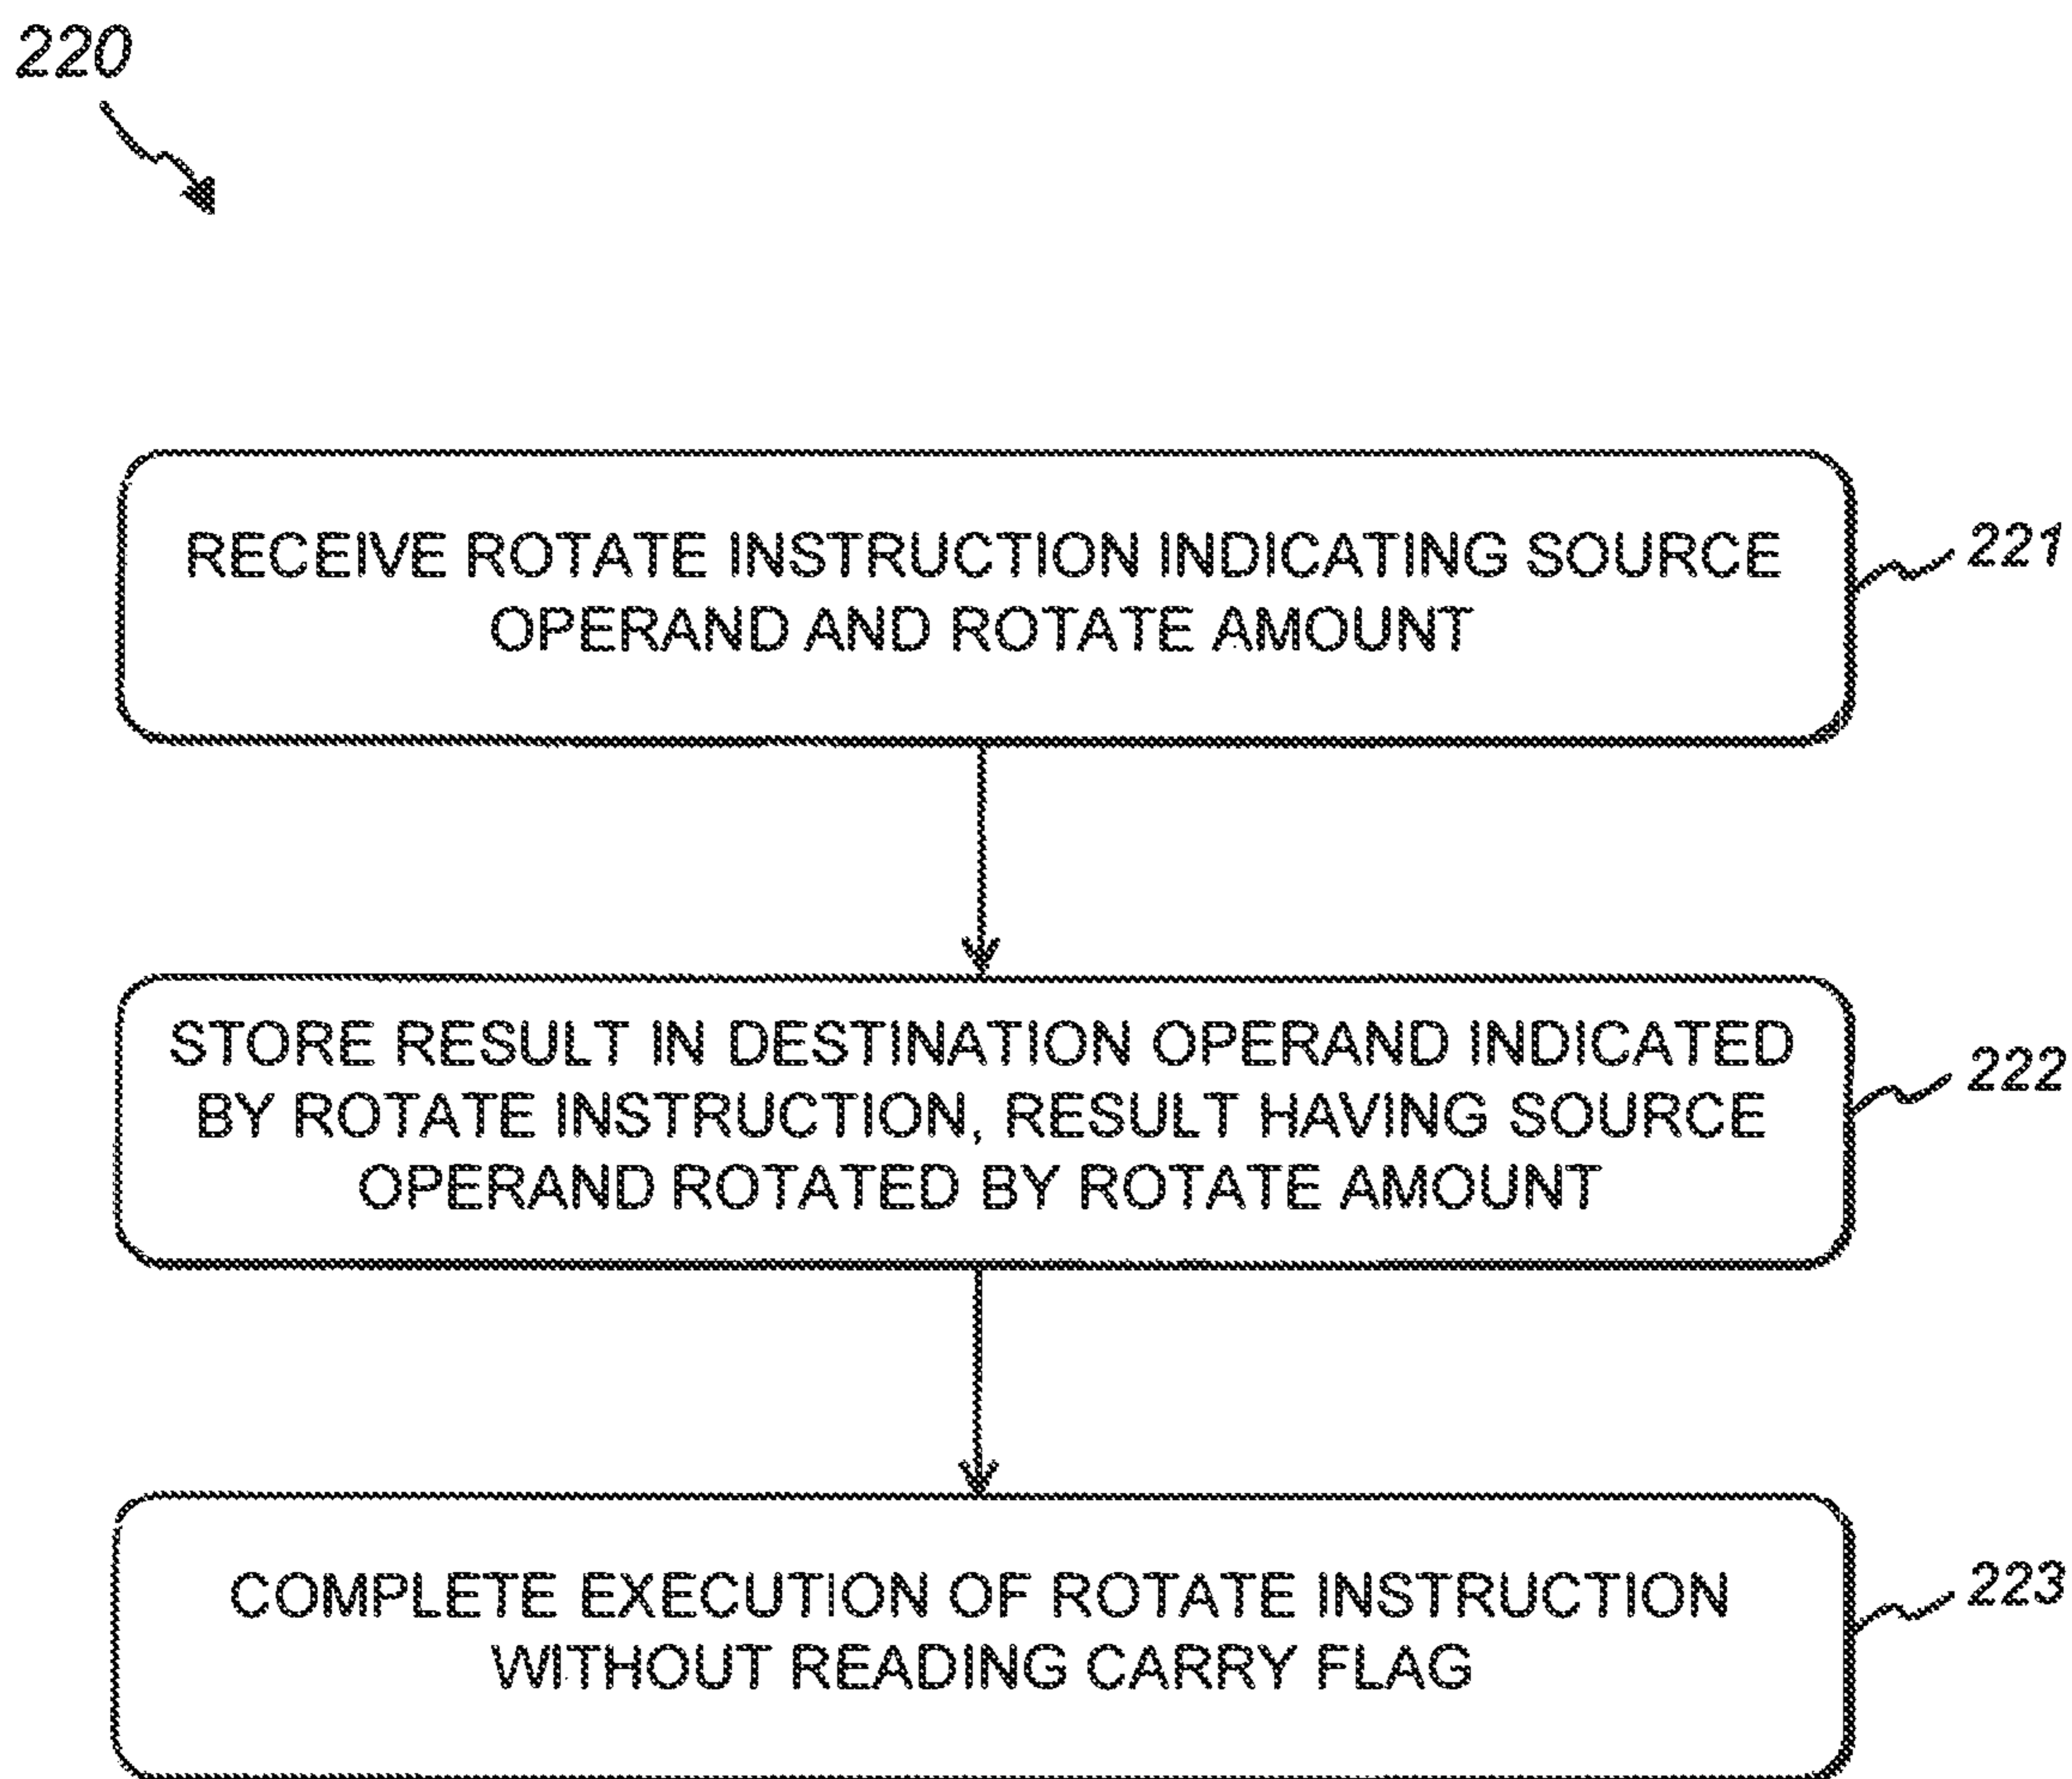 220
RECEIVE ROTATE INSTRUCTION INDICATING SOURCE
OPERAND AND ROTATE AMOUNT
221
STORE RESULT IN DESTINATION OPERAND INDICATED
BY ROTATE INSTRUCTION, RESULT HAVING SOURCE
OPERAND ROTATED BY ROTATE AMOUNT
222
COMPLETE EXECUTION OF ROTATE INSTRUCTION
WITHOUT READING CARRY FLAG
223